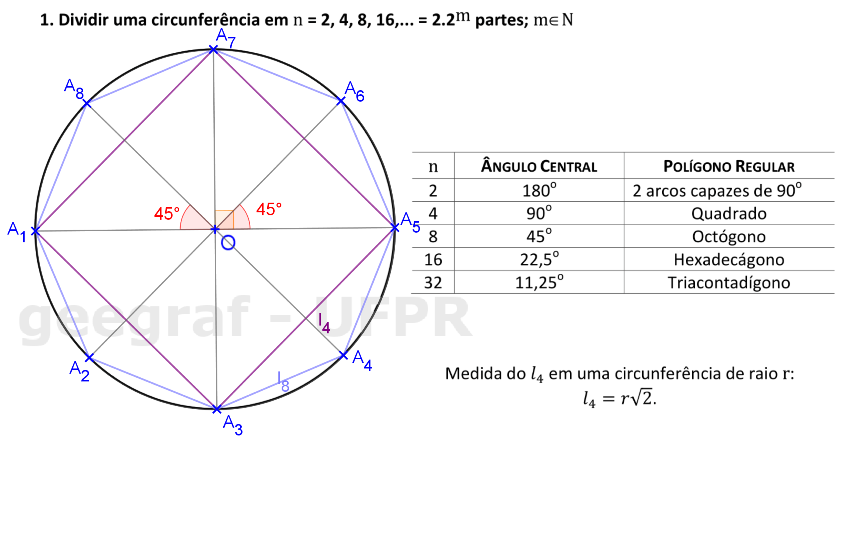 1. Dividir uma circunferência em n = 2, 4, 8, 16,... = 2.2ᵐ partes; m∈N
A₇
A₈
A₆
n ÂNGULO CENTRAL POLÍGONO REGULAR
2 180° 2 arcos capazes de 90°
4 90° Quadrado
8 45° Octógono
16 22,5° Hexadecágono
32 11,25° Triacontadígono
45° 45°
A₁ O A₅
geegraf - UFPR
l₄
A₂ A₄
l₈
A₃
Medida do l₄ em uma circunferência de raio r:
l₄ = r√2.